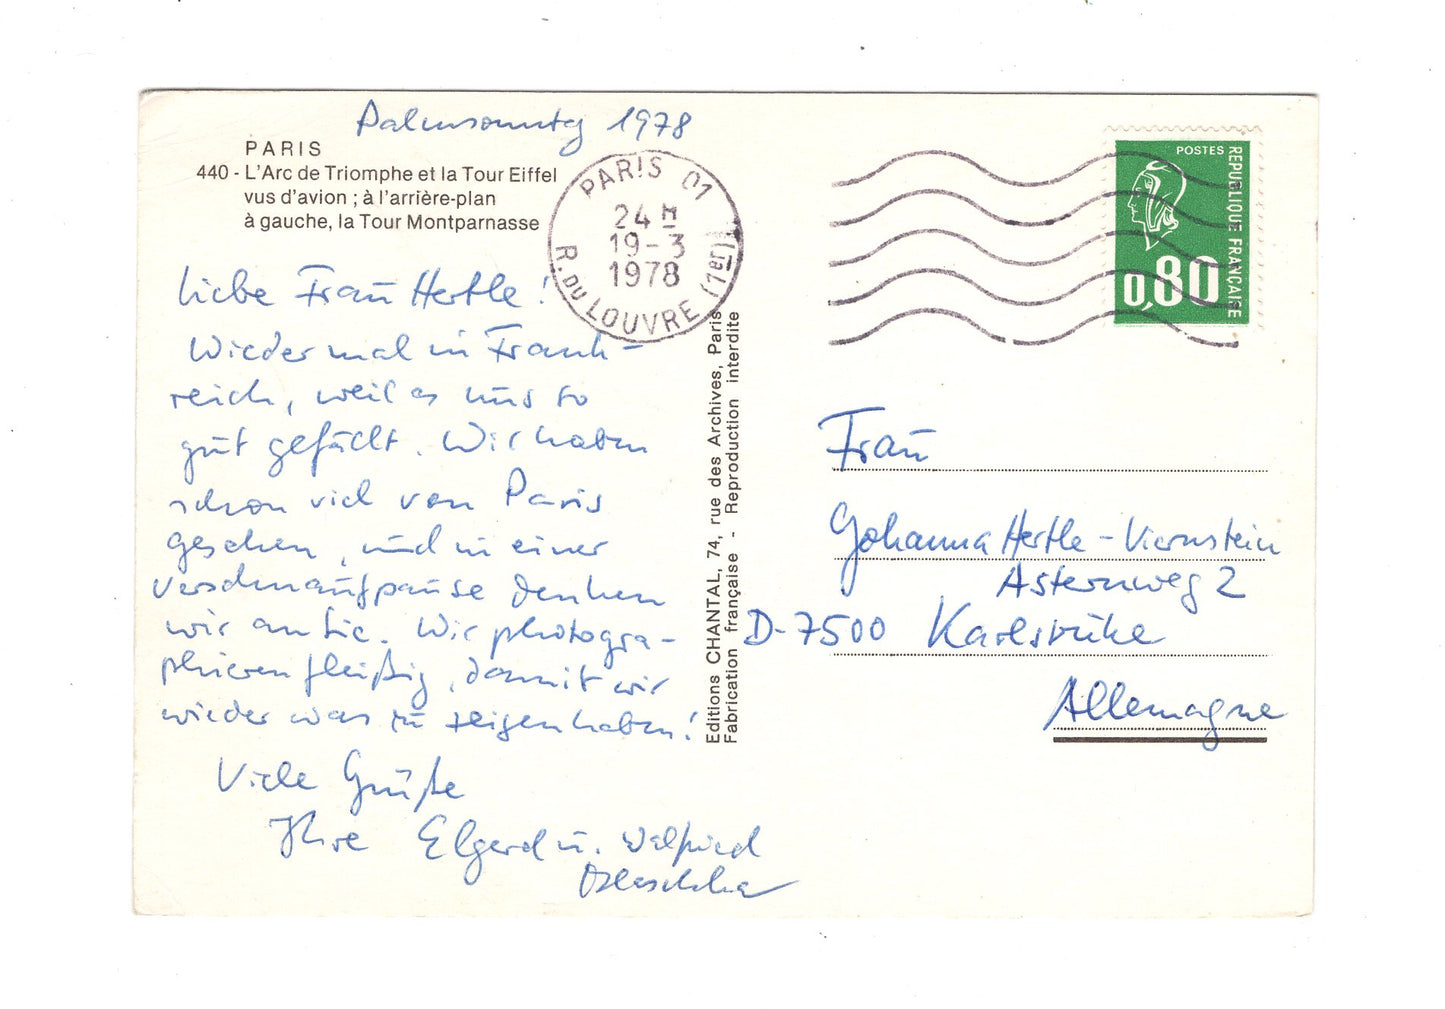 Palmsonntag 1978
PARIS
440 - L'Arc de Triomphe et la Tour Eiffel
vus d'avion ; à l'arrière-plan
à gauche, la Tour Montparnasse
PARIS 01
24 H
19-3
1978
R. DU LOUVRE (1er)
POSTES
REPUBLIQUE FRANÇAISE
0,80
Liebe Frau Hertle!
Wieder mal in Frank-
reich, weil es uns so
gut gefällt. Wir haben
schon viel von Paris
gesehen, und in einer
Verschnaufpause denken
wir an Sie. Wir photogra-
phieren fleißig, damit wir
wieder was zu zeigen haben!
Viele Grüße
Ihre Elgard u. Walfried
Editions CHANTAL, 74, rue des Archives, Paris
Fabrication française - Reproduction interdite
Frau
Johanna Hertle-Viernstein
Asternweg 2
D-7500 Karlsruhe
Allemagne